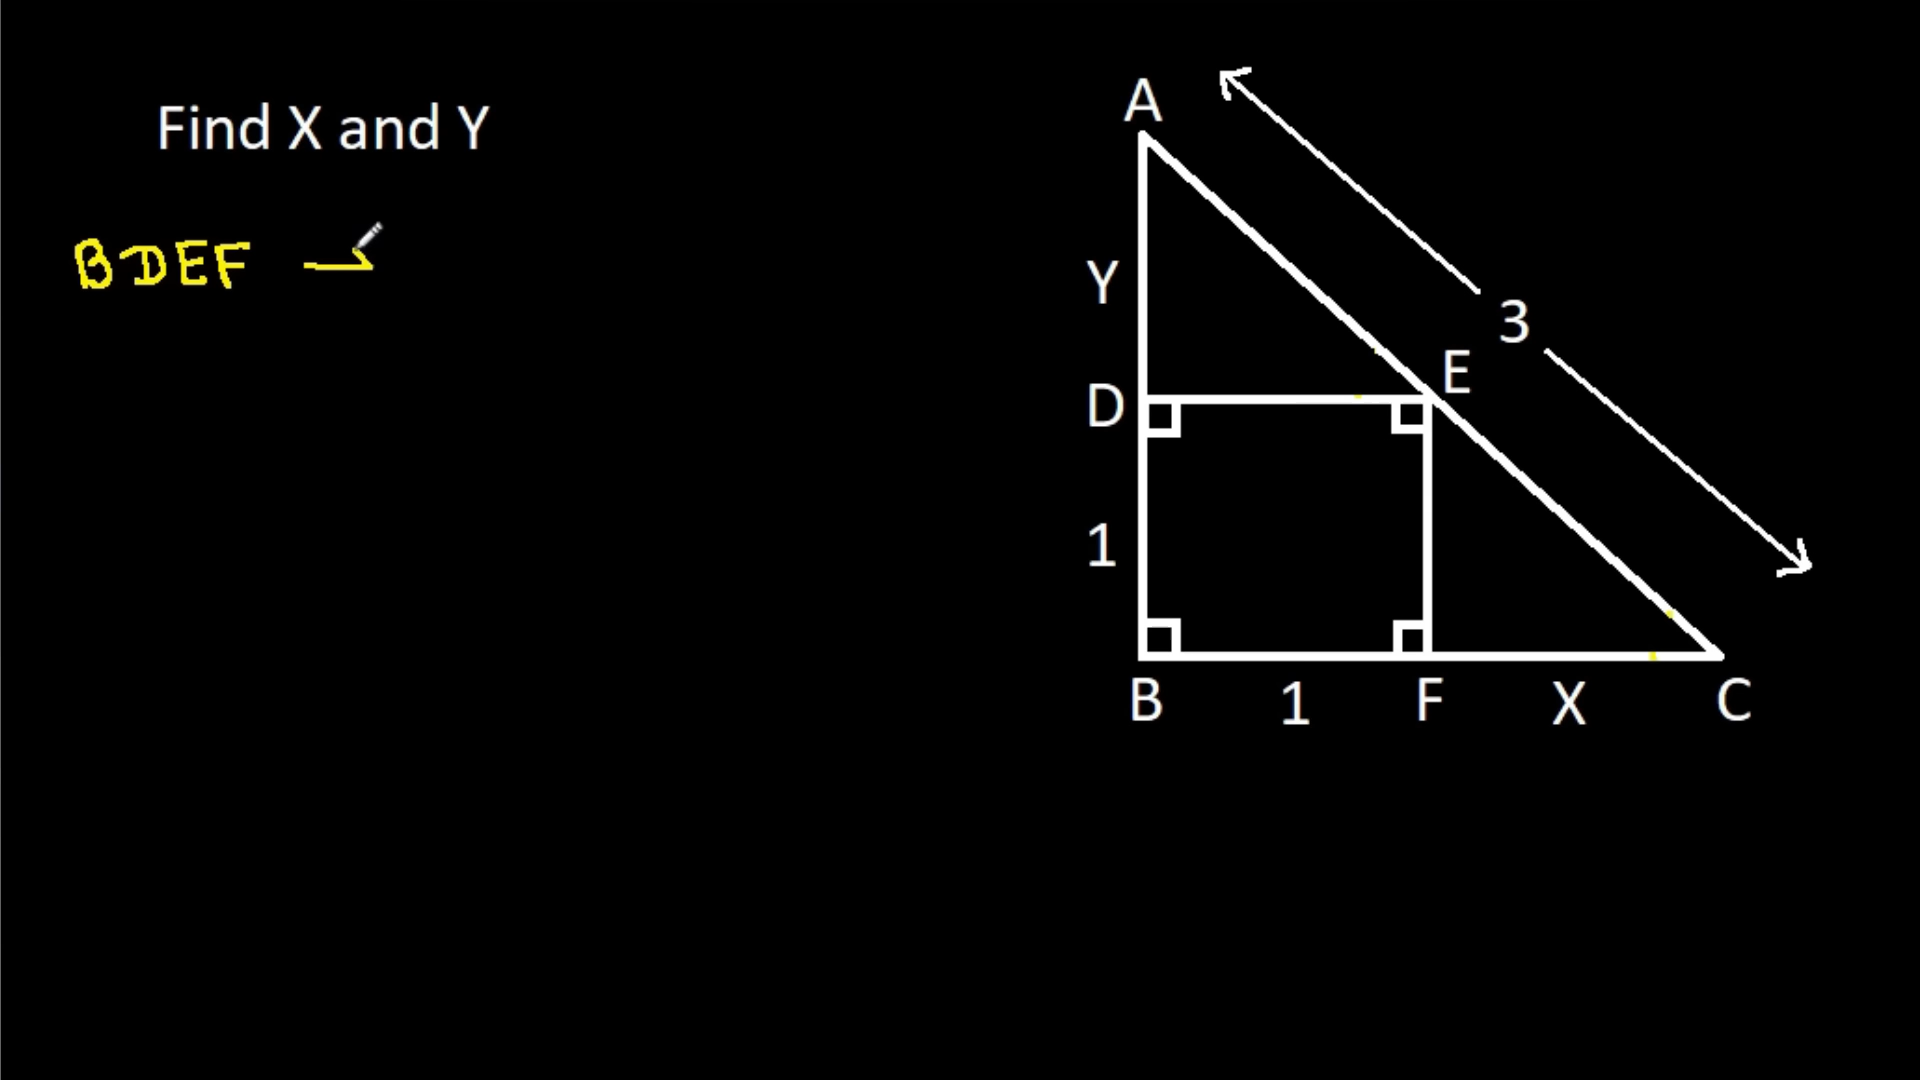 Find X and Y
BDEF →
A
Y
3
E
D
1
B 1 F X C